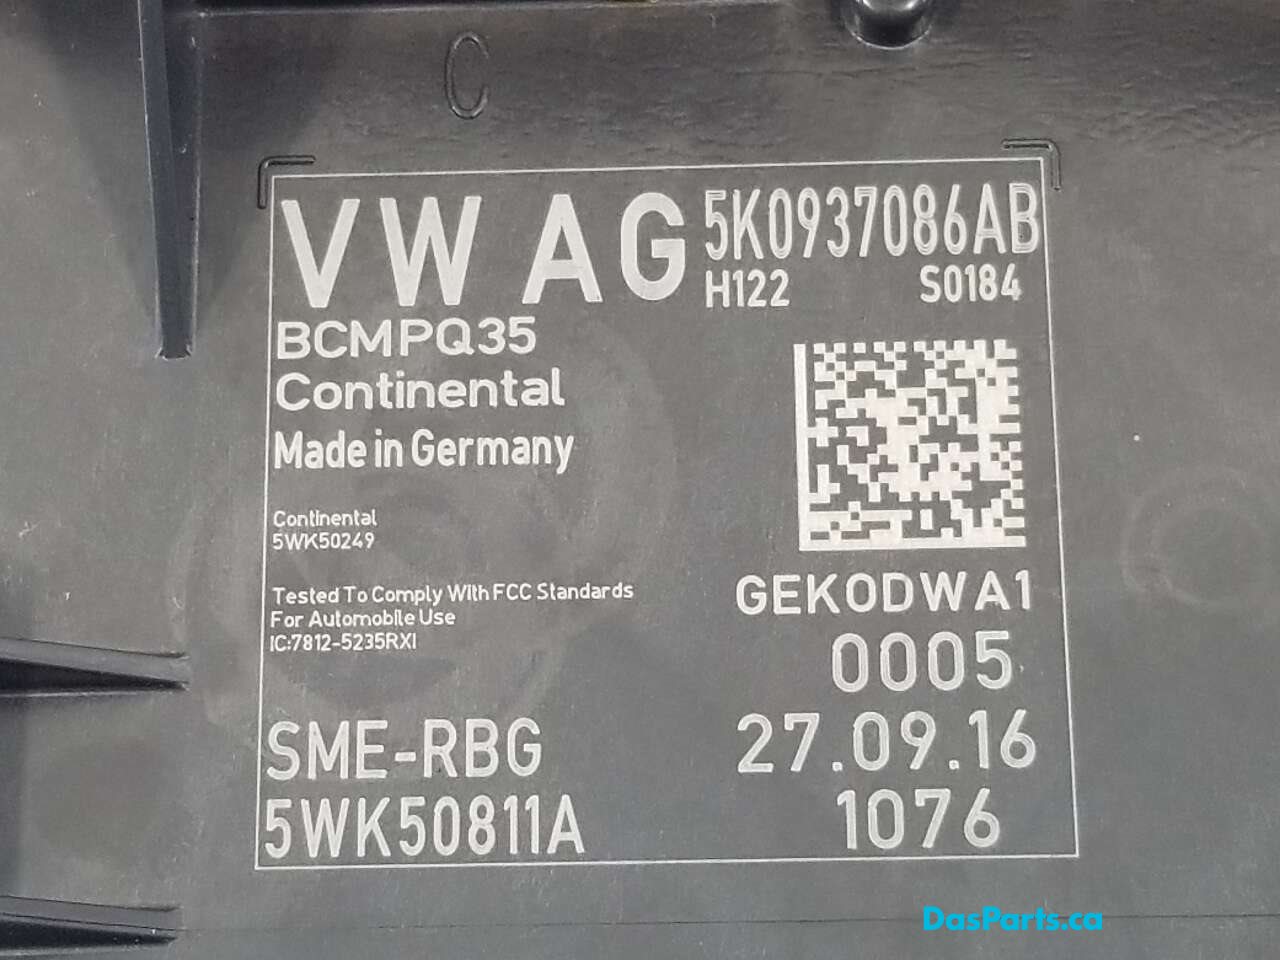 C
VW AG 5K0937086AB
H122 S0184
BCMPQ35
Continental
Made in Germany
Continental
5WK50249
Tested To Comply With FCC Standards
For Automobile Use
IC:7812-5235RXI
GEK0DWA1
0005
SME-RBG 27.09.16
5WK50811A 1076
DasParts.ca